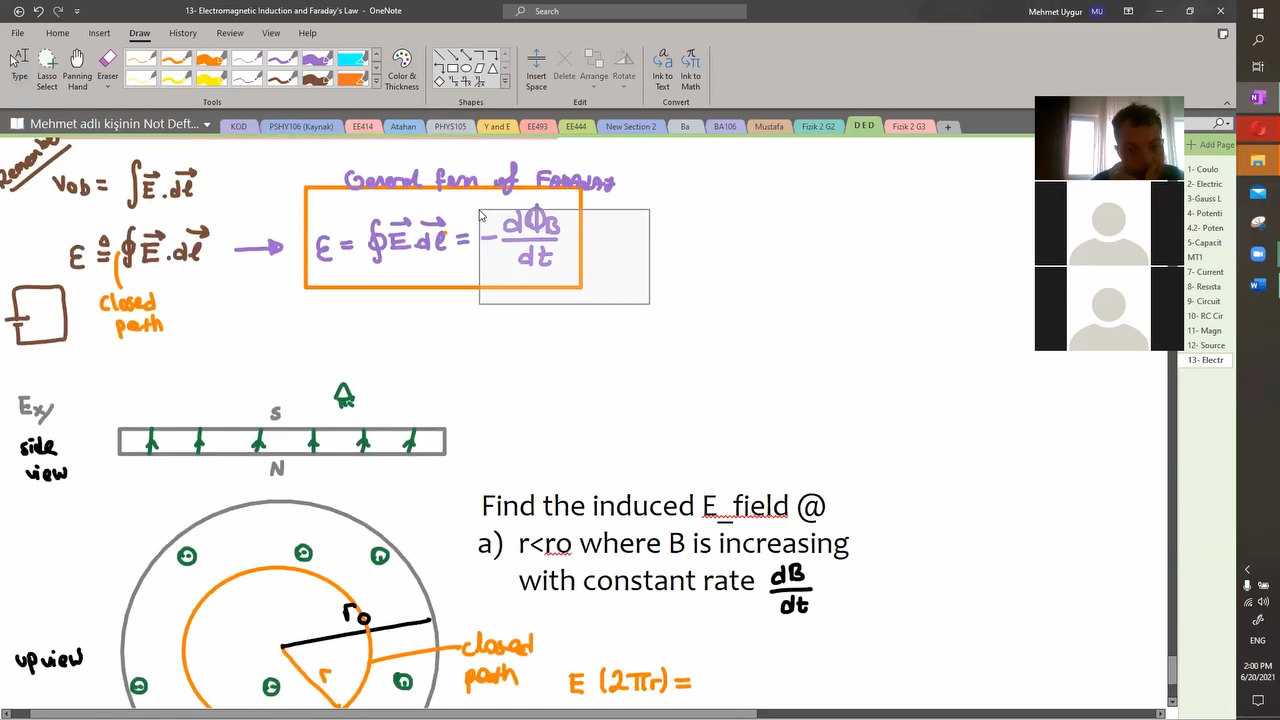 13- Electromagnetic Induction and Faraday's Law - OneNote
Search
Mehmet Uygur
MU
File
Home
Insert
Draw
History
Review
View
Help
Type
Lasso
Select
Panning
Hand
Eraser
Color &
Thickness
Insert
Space
Delete
Arrange
Rotate
Ink to
Text
Ink to
Math
Tools
Shapes
Edit
Convert
Mehmet adlı kişinin Not Deft...
KGD
PSHY106 (Kaynak)
EE414
Atahan
PHYS105
Y and E
EE493
EE444
New Section 2
Ba
BA106
Mustafa
Fizik 2 G2
D E D
Fizik 2 G3
+
Add Page
1- Coulo
2- Electric
3-Gauss L
4- Potenti
4.2- Poten
5-Capacit
MT1
7- Current
8- Resista
9- Circuit
10- RC Cir
11- Magn
12- Source
13- Electr
General form of
Vab = ∫E⃗.dl⃗
ε ≜ ∮E⃗.dl⃗
ε = ∮E⃗.dl⃗ = - dΦB/dt
closed
path
Ex/
S
side
view
N
Find the induced E_field @
a) r<ro where B is increasing
with constant rate dB/dt
ro
up view
r
closed
path
E (2πr) =
ENG
2:00 PM
6/20/2021